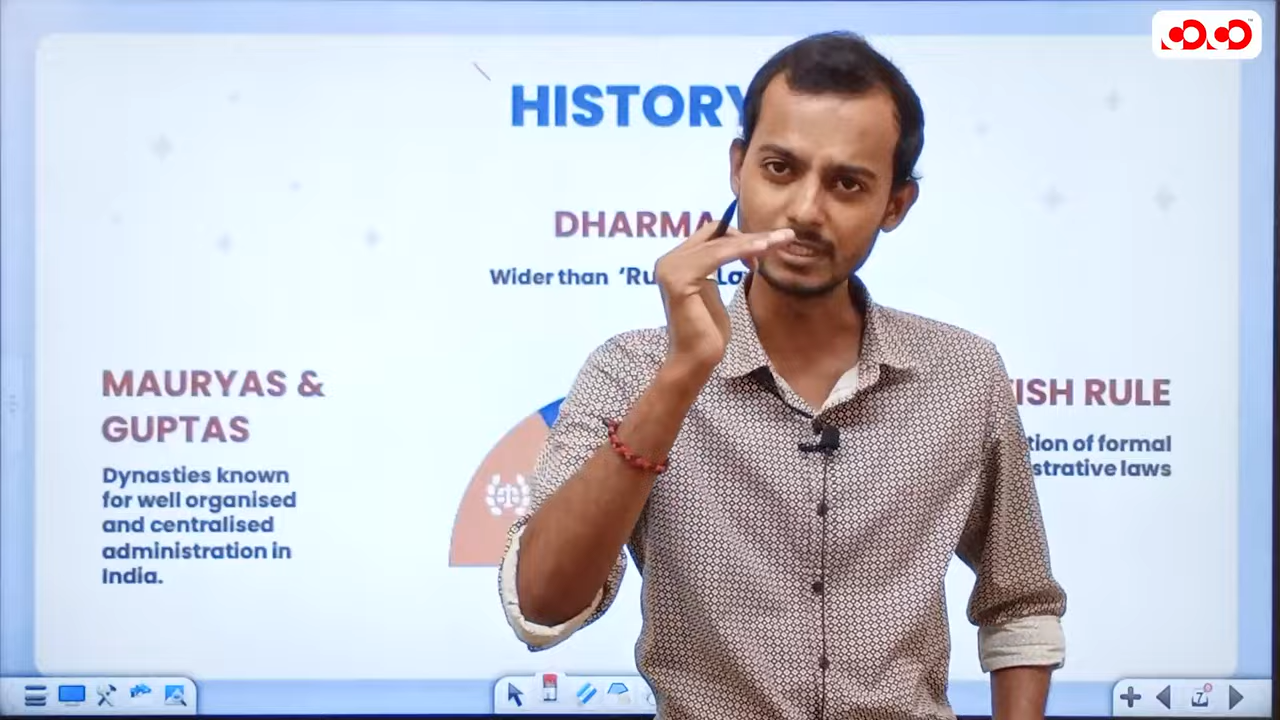 HISTORY
DHARMA
Wider than
MAURYAS &
GUPTAS
Dynasties known
for well organised
and centralised
administration in
India.
ISH RULE
tion of formal
strative laws
7